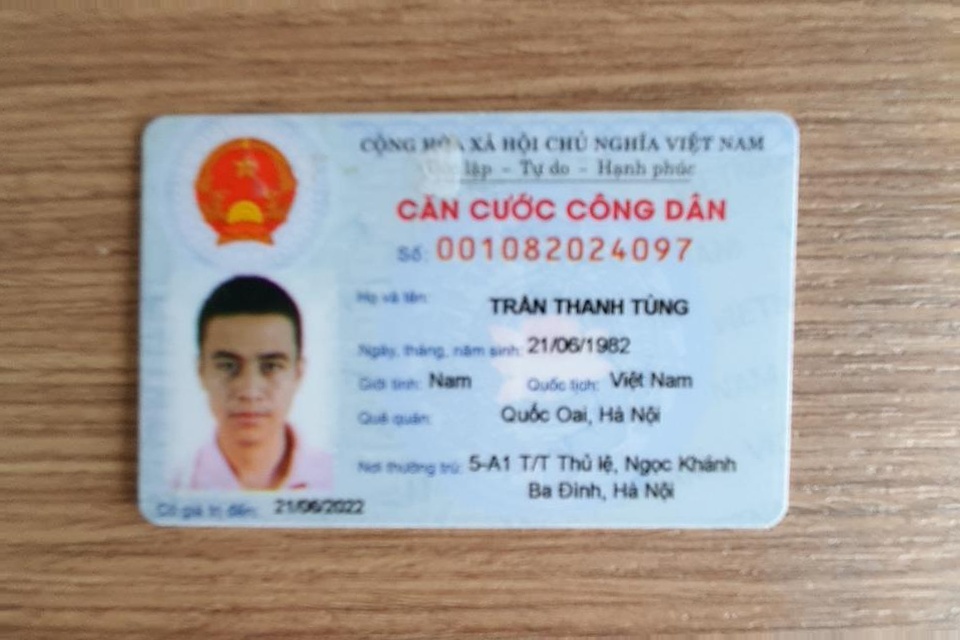 CỘNG HÒA XÃ HỘI CHỦ NGHĨA VIỆT NAM
Độc lập - Tự do - Hạnh phúc
CĂN CƯỚC CÔNG DÂN
Số: 001082024097
Họ và tên: TRẦN THANH TÙNG
Ngày, tháng, năm sinh: 21/06/1982
Giới tính: Nam Quốc tịch: Việt Nam
Quê quán: Quốc Oai, Hà Nội
Nơi thường trú: 5-A1 T/T Thủ lệ, Ngọc Khánh
Ba Đình, Hà Nội
Có giá trị đến: 21/06/2022